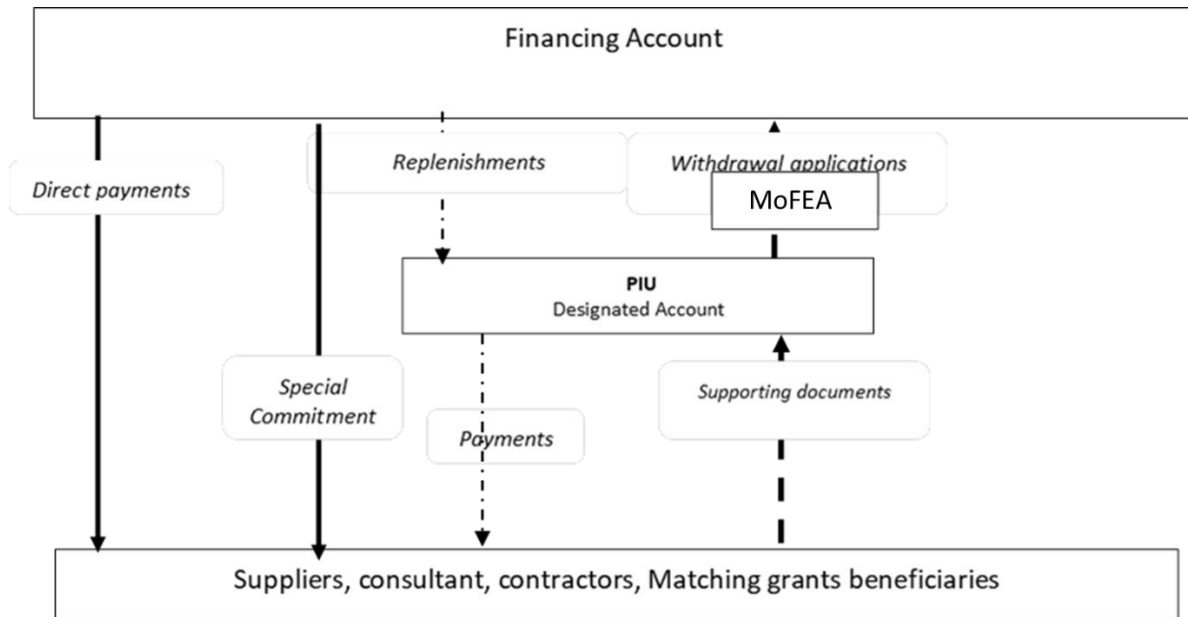 Financing Account
Replenishments
Withdrawal applications
Direct payments
MoFEA
PIU
Designated Account
Special
Commitment
Supporting documents
Payments
Suppliers, consultant, contractors, Matching grants beneficiaries